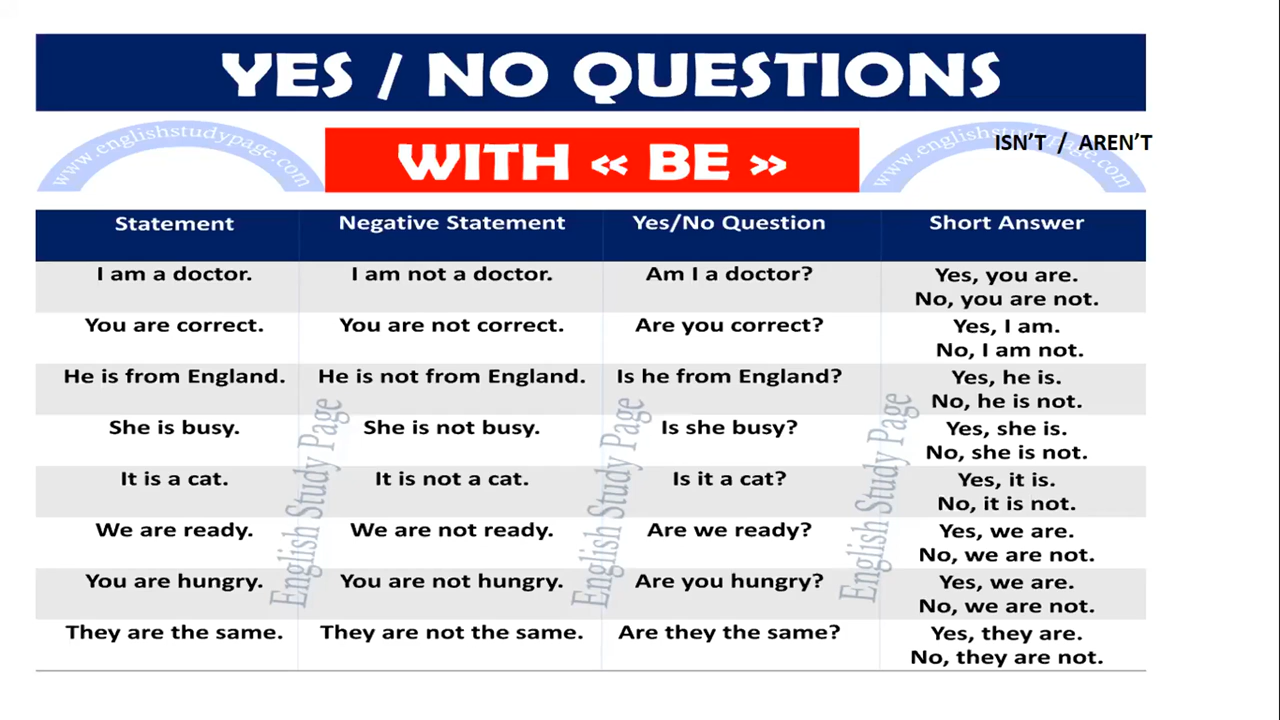 YES / NO QUESTIONS
www.englishstudypage.com
WITH « BE »
www.englishstudypage.com
ISN'T / AREN'T
Statement Negative Statement Yes/No Question Short Answer
I am a doctor. I am not a doctor. Am I a doctor? Yes, you are.
No, you are not.
You are correct. You are not correct. Are you correct? Yes, I am.
No, I am not.
He is from England. He is not from England. Is he from England? Yes, he is.
No, he is not.
She is busy. She is not busy. Is she busy? Yes, she is.
No, she is not.
It is a cat. It is not a cat. Is it a cat? Yes, it is.
No, it is not.
We are ready. We are not ready. Are we ready? Yes, we are.
No, we are not.
You are hungry. You are not hungry. Are you hungry? Yes, we are.
No, we are not.
They are the same. They are not the same. Are they the same? Yes, they are.
No, they are not.
English Study Page
English Study Page
English Study Page